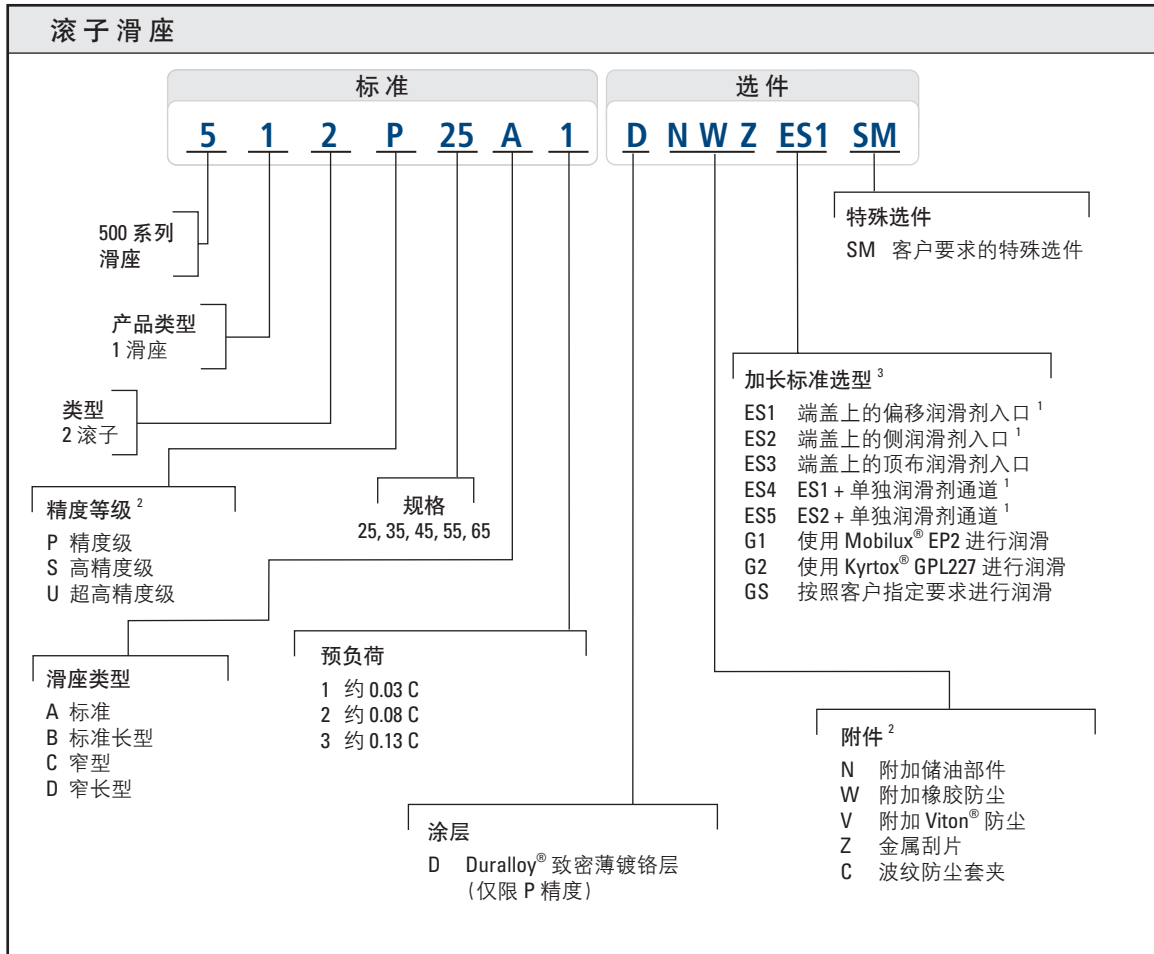 滚子滑座
标准
选件
5 1 2 P 25 A 1 D N W Z ES1 SM
500 系列
滑座
产品类型
1 滑座
类型
2 滚子
精度等级 2
P 精度级
S 高精度级
U 超高精度级
规格
25, 35, 45, 55, 65
滑座类型
A 标准
B 标准长型
C 窄型
D 窄长型
预负荷
1 约 0.03 C
2 约 0.08 C
3 约 0.13 C
涂层
D Duralloy® 致密薄镀铬层
(仅限 P 精度)
特殊选件
SM 客户要求的特殊选件
加长标准选型 3
ES1 端盖上的偏移润滑剂入口 1
ES2 端盖上的侧润滑剂入口 1
ES3 端盖上的顶布润滑剂入口
ES4 ES1 + 单独润滑剂通道 1
ES5 ES2 + 单独润滑剂通道 1
G1 使用 Mobilux® EP2 进行润滑
G2 使用 Kyrtox® GPL227 进行润滑
GS 按照客户指定要求进行润滑
附件 2
N 附加储油部件
W 附加橡胶防尘
V 附加 Viton® 防尘
Z 金属刮片
C 波纹防尘套夹